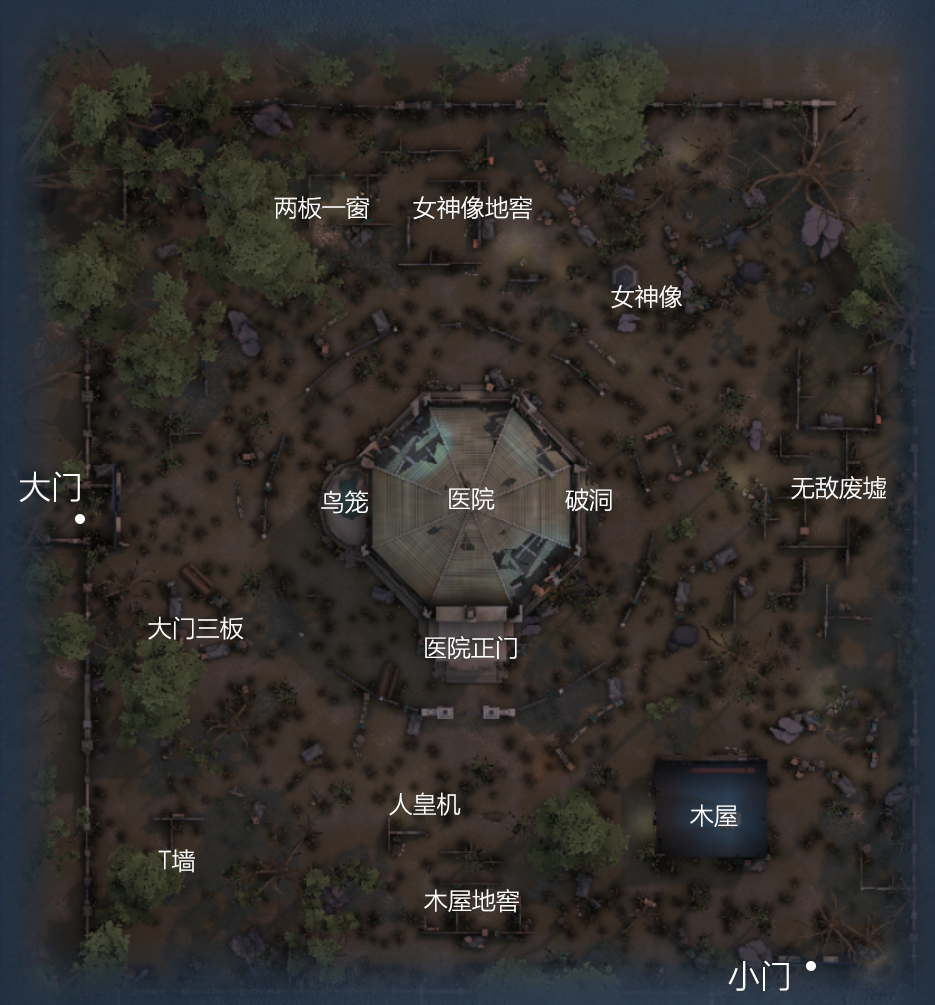 两板一窗
女神像地窖
女神像
大门
鸟笼
医院
破洞
无敌废墟
大门三板
医院正门
人皇机
木屋
T墙
木屋地窖
小门